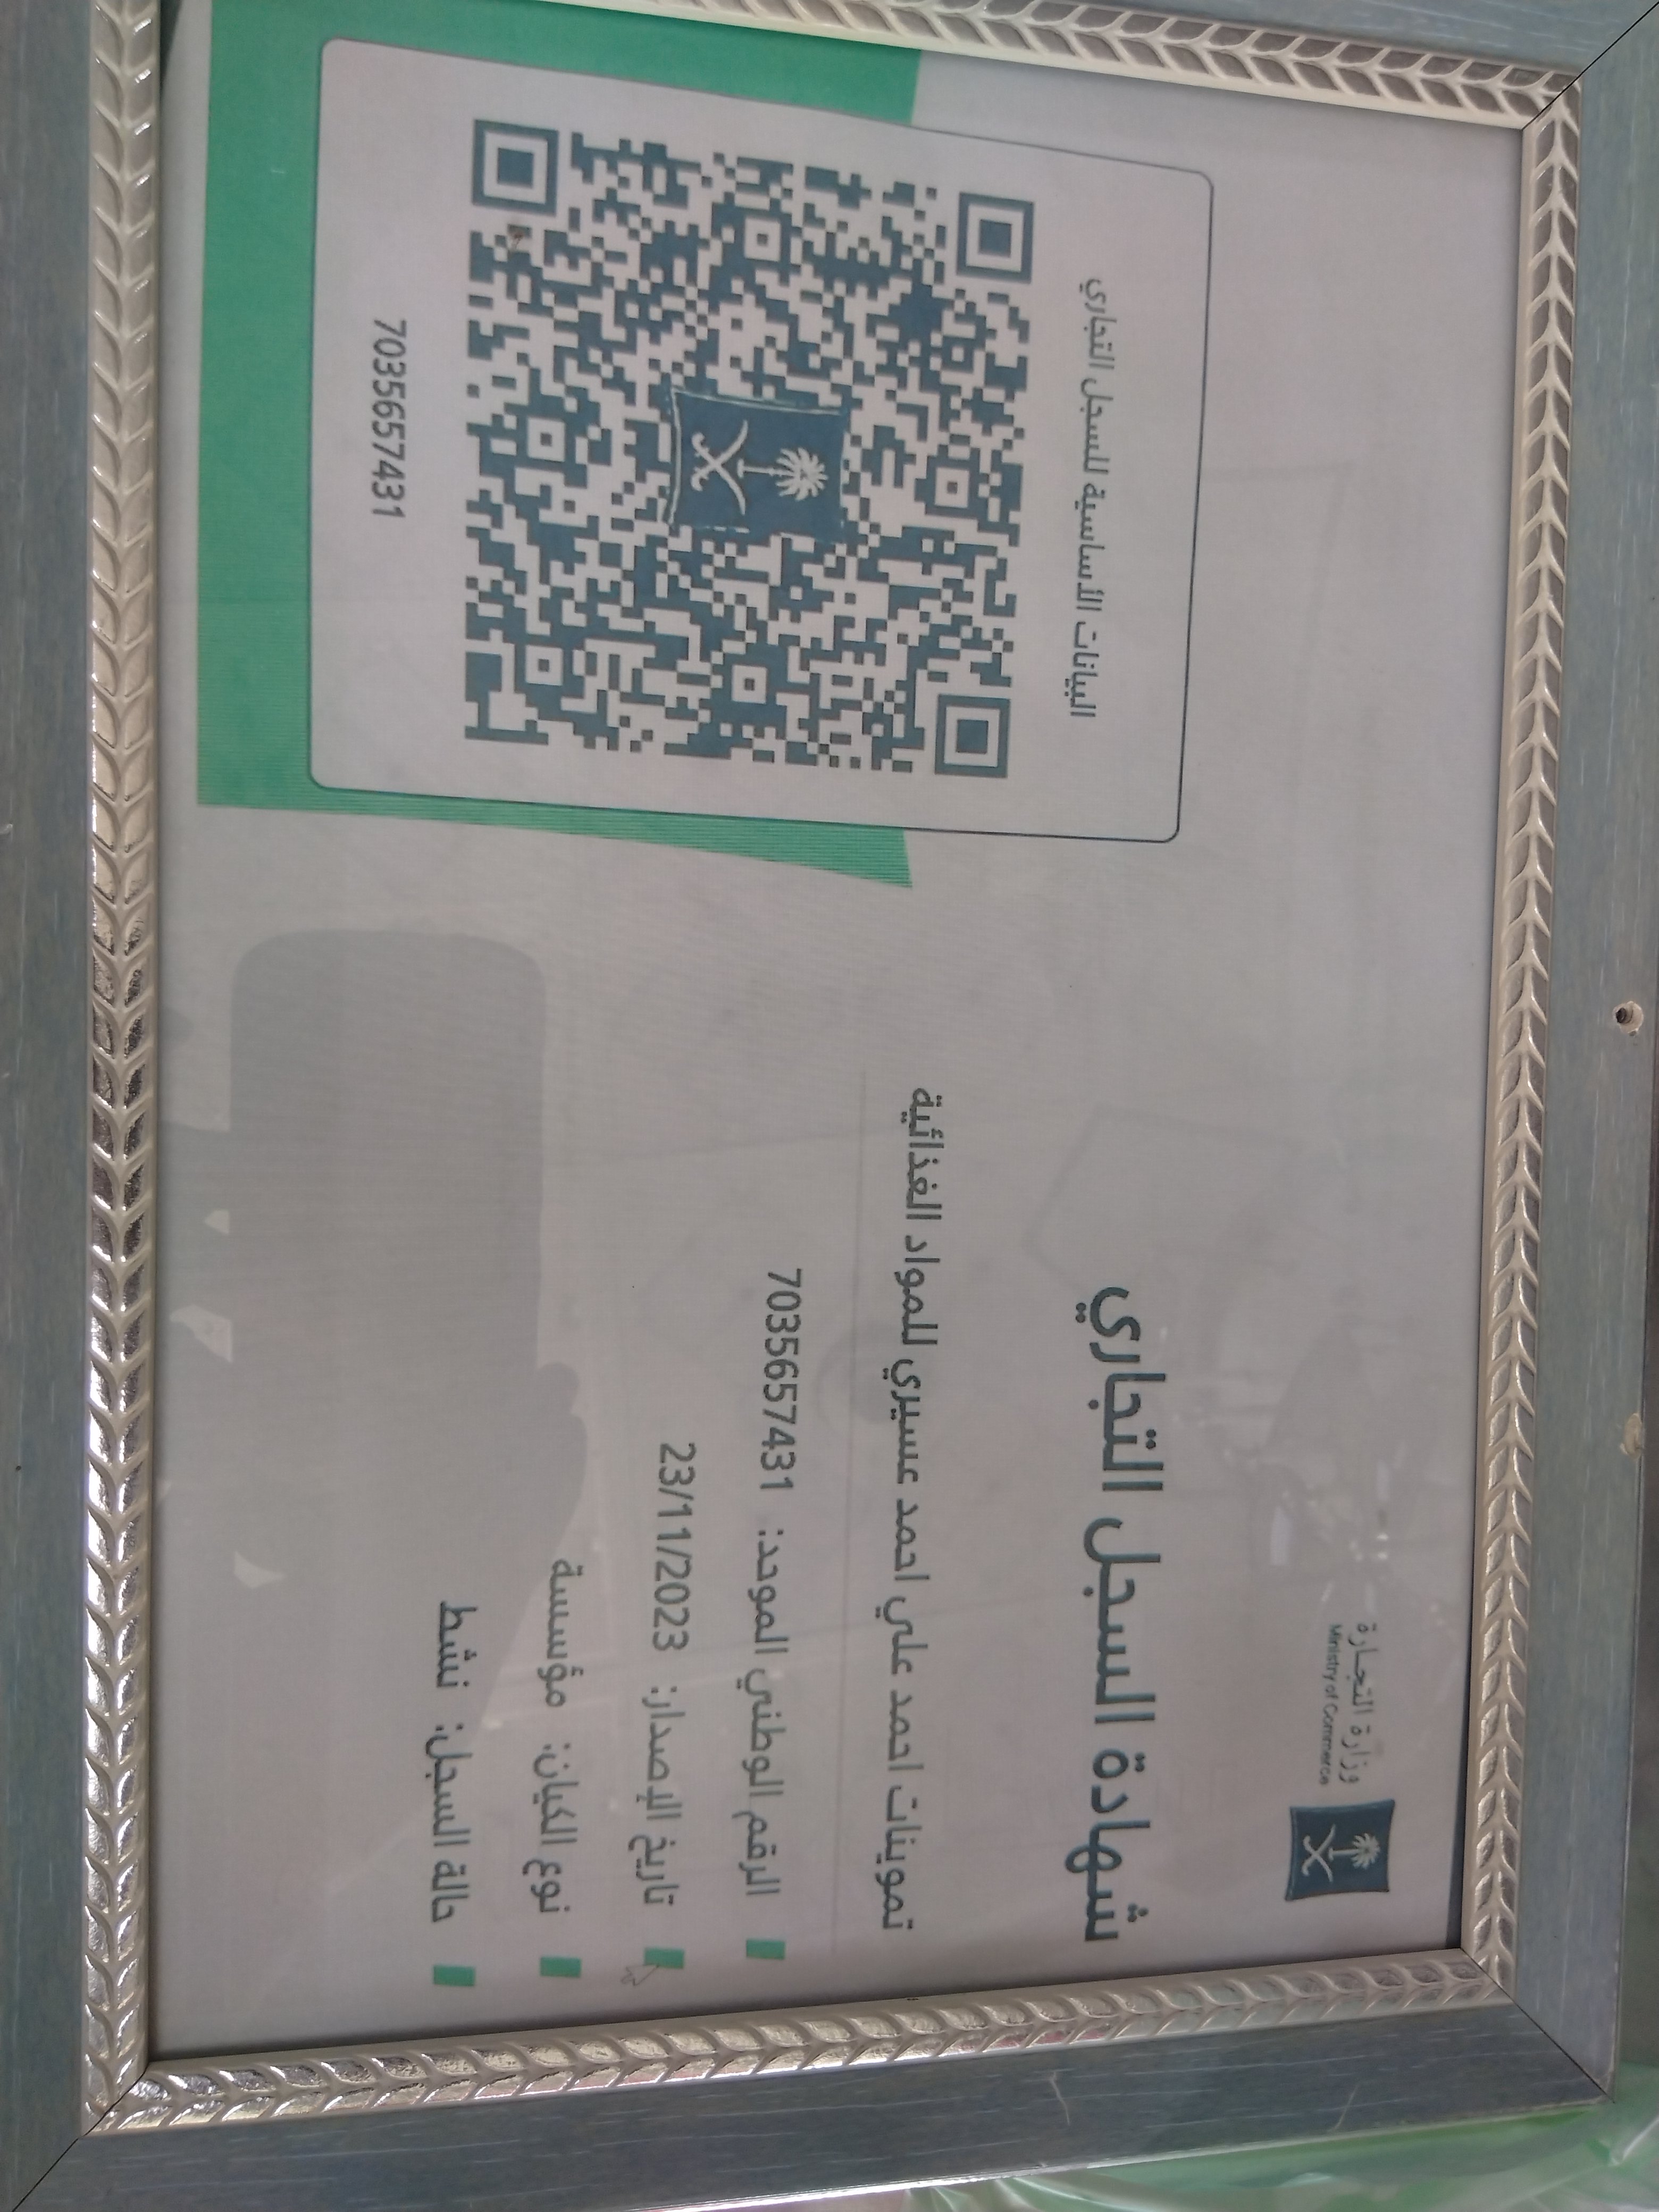 وزارة التجارة
Ministry of Commerce
شهادة السجل التجاري
تموينات احمد علي احمد عسيري للمواد الغذائية
الرقم الوطني الموحد: 7035657431
تاريخ الإصدار: 23/11/2023
نوع الكيان: مؤسسة
حالة السجل: نشط
البيانات الأساسية للسجل التجاري
7035657431